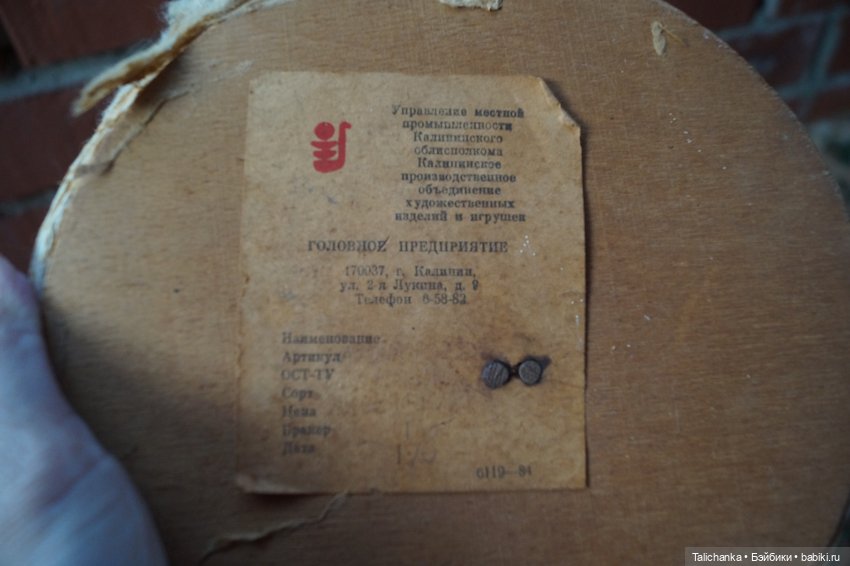 Управление местной
промышленности
Калининского
облисполкома
Калининское
производственное
объединение
художественных
изделий и игрушек
ГОЛОВНОЕ ПРЕДПРИЯТИЕ
170037, г. Калинин,
ул. 2-я Лукина, д. 9
Телефон 6-58-82
Наименование
Артикул
ОСТ-ТУ
Сорт
Цена
Бракер
Дата
6119—84
Talichanka • Бэйбики • babiki.ru